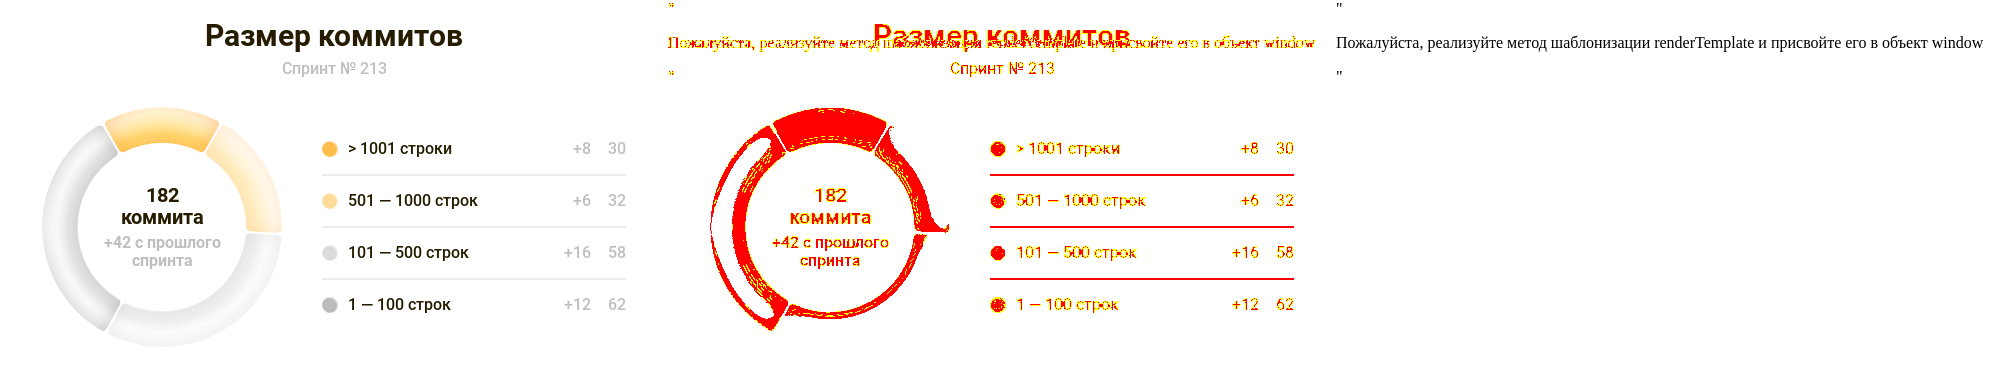 Размер коммитов
Спринт № 213
182
коммита
+42 с прошлого
спринта
> 1001 строки +8 30
501 — 1000 строк +6 32
101 — 500 строк +16 58
1 — 100 строк +12 62
"
Размер коммитов
Пожалуйста, реализуйте метод шаблонизации renderTemplate и присвойте его в объект window
Спринт № 213
"
182
коммита
+42 с прошлого
спринта
> 1001 строки +8 30
501 — 1000 строк +6 32
101 — 500 строк +16 58
1 — 100 строк +12 62
"
Пожалуйста, реализуйте метод шаблонизации renderTemplate и присвойте его в объект window
"